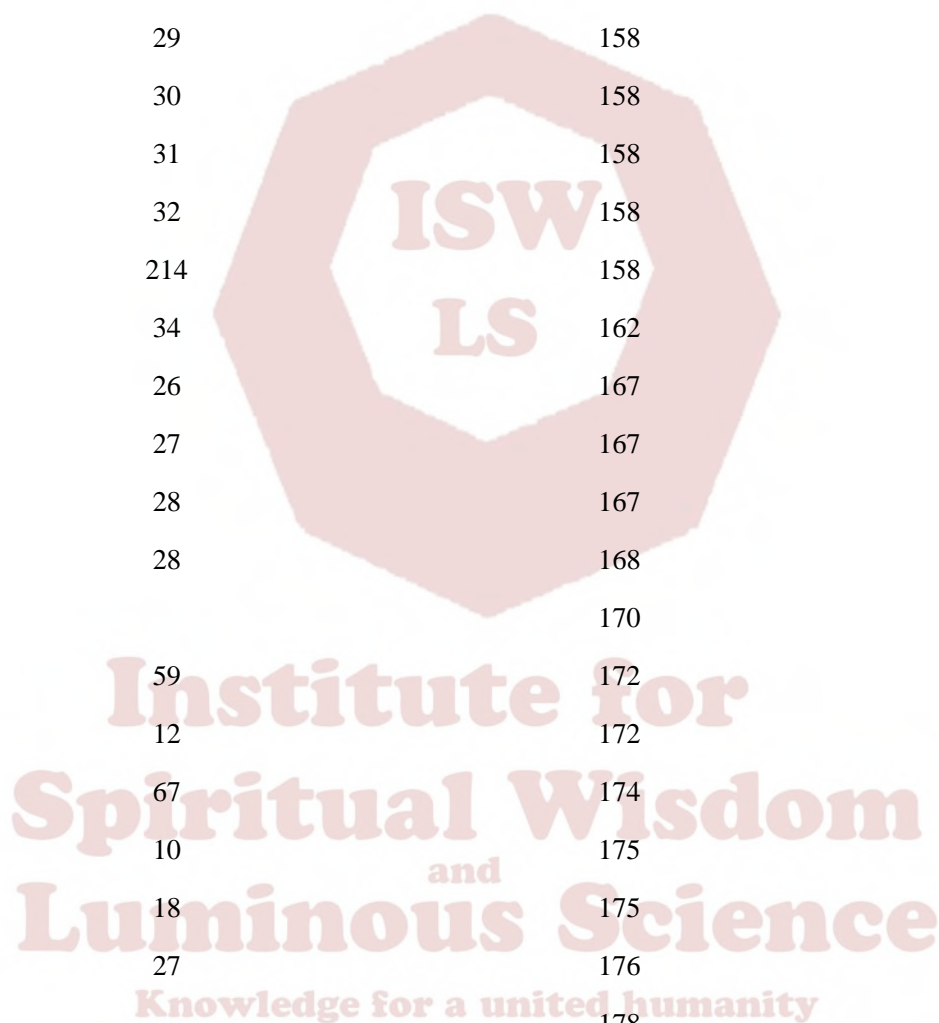 29 158
30 158
31 158
ISW
32 158
214 158
LS
34 162
26 167
27 167
28 167
28 168
170
Institute for
59 172
12 172
Spiritual Wisdom
67 174
10 175
and
Luminous Science
18 175
27 176
Knowledge for a united humanity
178